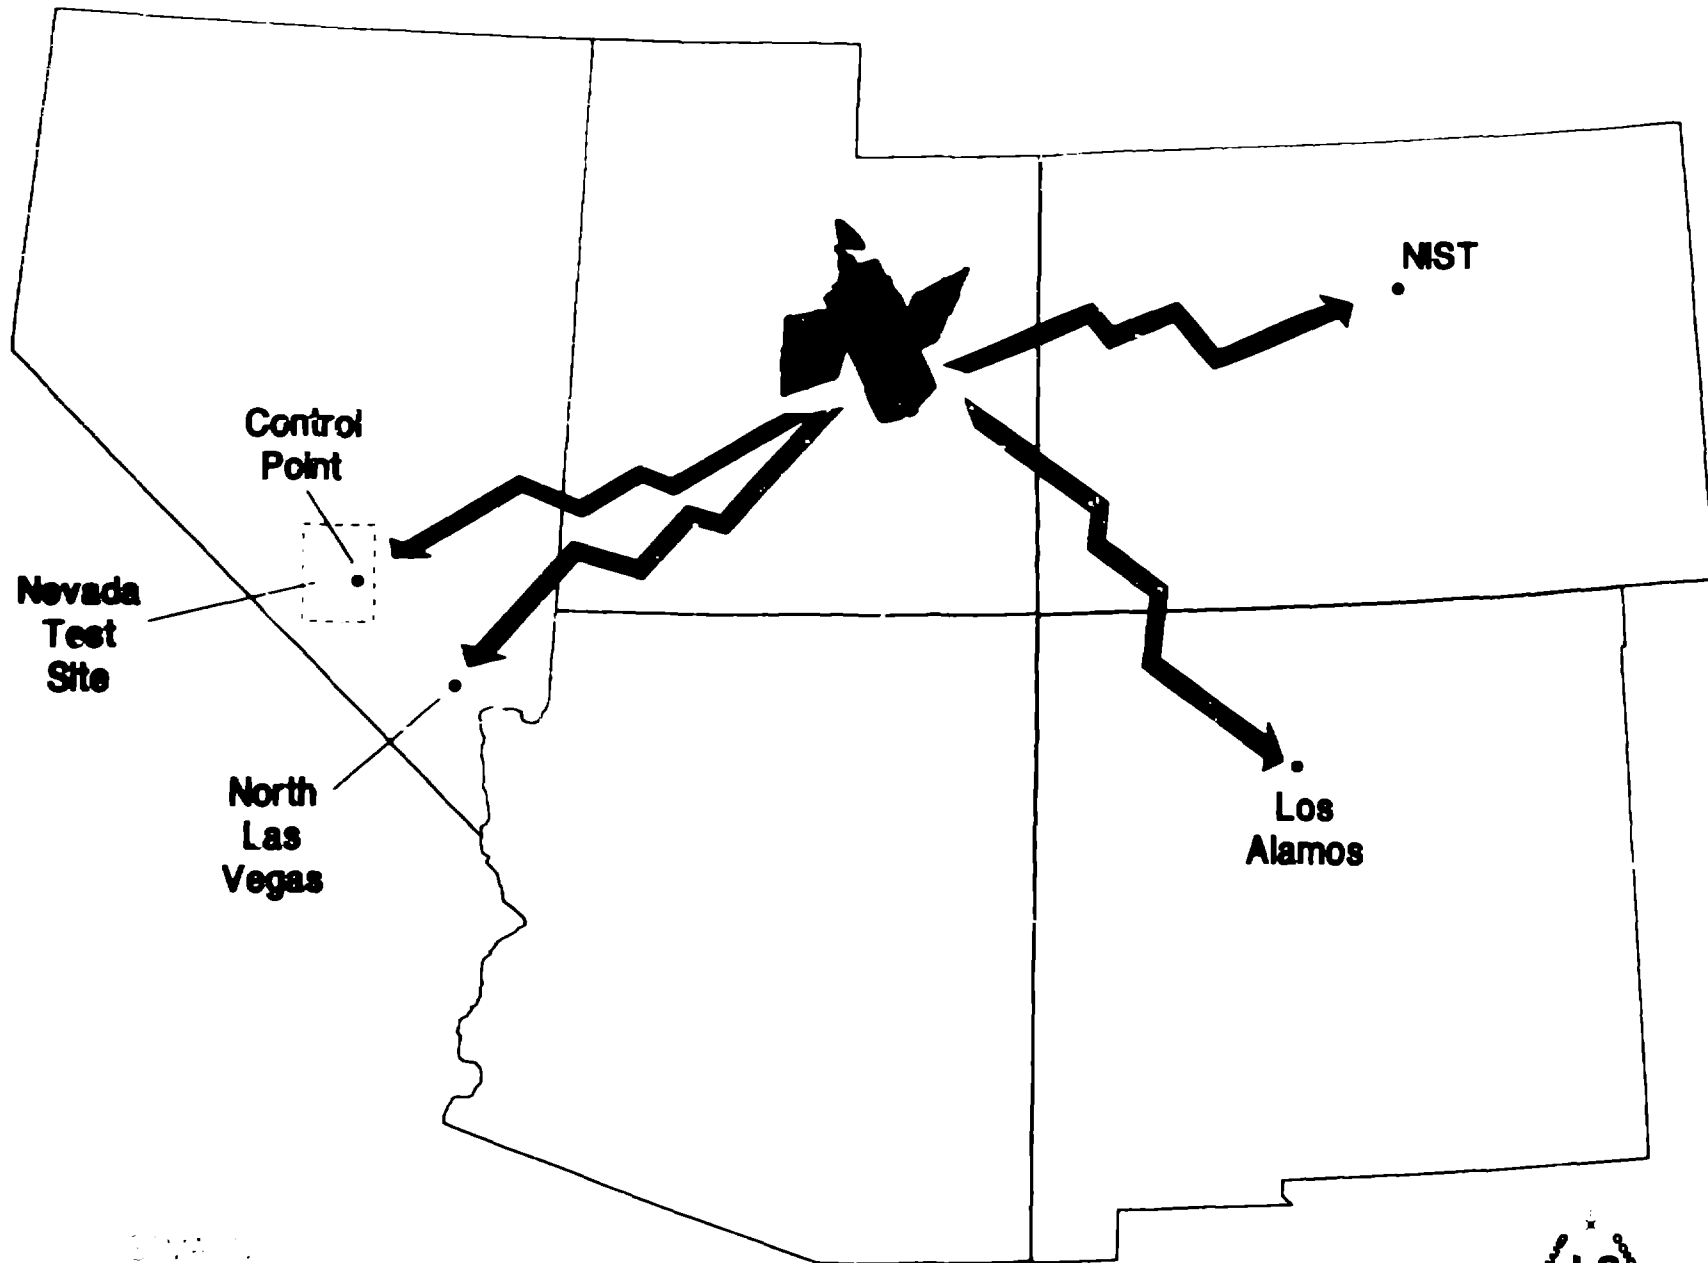 NIST
Control
Point
Nevada
Test
Site
North
Las
Vegas
Los
Alamos